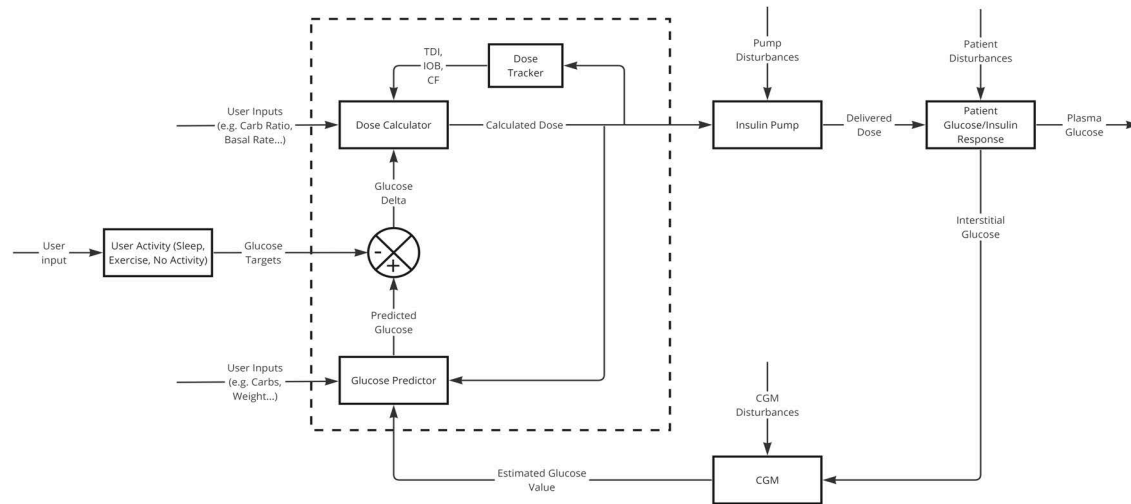 TDI,
IOB,
CF
Dose
Tracker
Pump
Disturbances
Patient
Disturbances
User Inputs
(e.g. Carb Ratio,
Basal Rate...)
Dose Calculator
Calculated Dose
Insulin Pump
Delivered
Dose
Patient
Glucose/Insulin
Response
Plasma
Glucose
Glucose
Delta
User
input
User Activity (Sleep,
Exercise, No Activity)
Glucose
Targets
-
+
Interstitial
Glucose
Predicted
Glucose
User Inputs
(e.g. Carbs,
Weight...)
Glucose Predictor
CGM
Disturbances
Estimated Glucose
Value
CGM